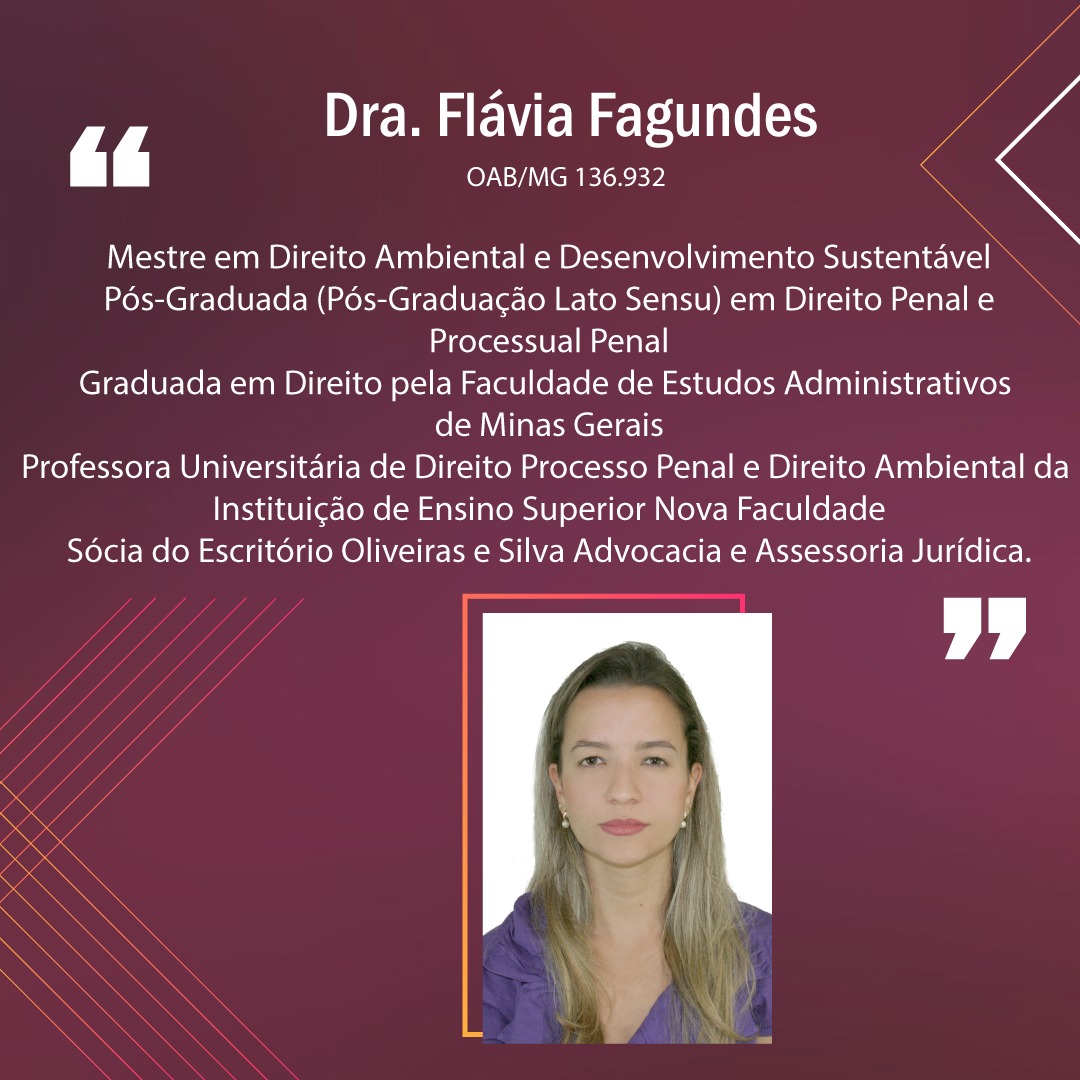 Dra. Flávia Fagundes
OAB/MG 136.932
Mestre em Direito Ambiental e Desenvolvimento Sustentável
Pós-Graduada (Pós-Graduação Lato Sensu) em Direito Penal e
Processual Penal
Graduada em Direito pela Faculdade de Estudos Administrativos
de Minas Gerais
Professora Universitária de Direito Processo Penal e Direito Ambiental da
Instituição de Ensino Superior Nova Faculdade
Sócia do Escritório Oliveiras e Silva Advocacia e Assessoria Jurídica.